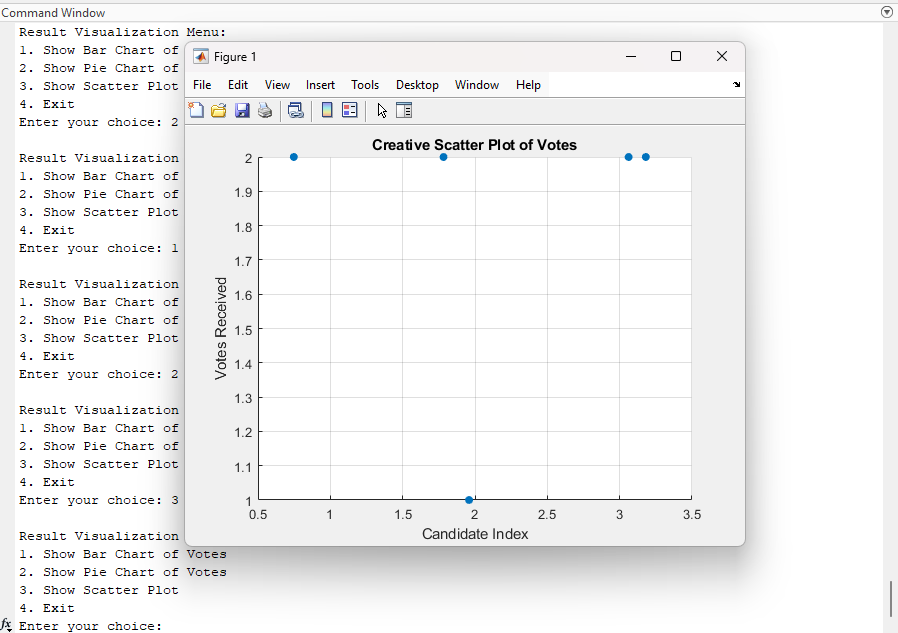 Command Window
Result Visualization Menu:
1. Show Bar Chart of
2. Show Pie Chart of
3. Show Scatter Plot
4. Exit
Enter your choice: 2
Result Visualization
1. Show Bar Chart of
2. Show Pie Chart of
3. Show Scatter Plot
4. Exit
Enter your choice: 1
Result Visualization
1. Show Bar Chart of
2. Show Pie Chart of
3. Show Scatter Plot
4. Exit
Enter your choice: 2
Result Visualization
1. Show Bar Chart of
2. Show Pie Chart of
3. Show Scatter Plot
4. Exit
Enter your choice: 3
Result Visualization
1. Show Bar Chart of Votes
2. Show Pie Chart of Votes
3. Show Scatter Plot
4. Exit
fx Enter your choice:
Figure 1
File Edit View Insert Tools Desktop Window Help
Creative Scatter Plot of Votes
2
1.9
1.8
1.7
1.6
1.5
1.4
1.3
1.2
1.1
1
Votes Received
0.5 1 1.5 2 2.5 3 3.5
Candidate Index